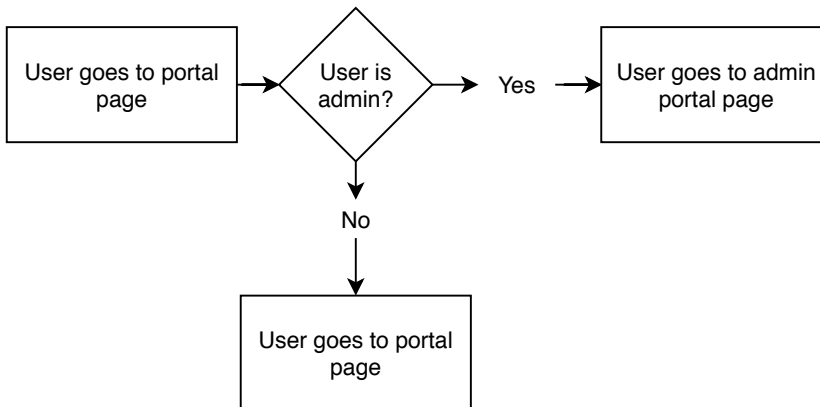 User goes to portal
page
User is
admin?
Yes
User goes to admin
portal page
No
User goes to portal
page